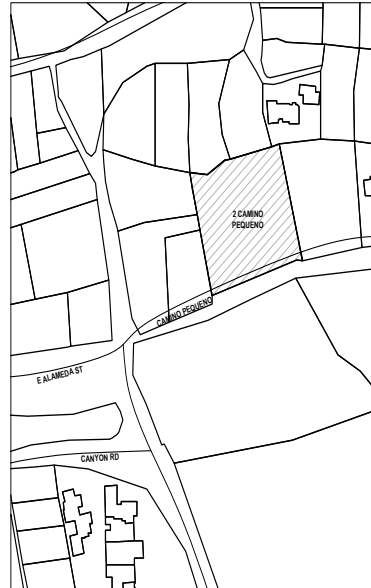 2 CAMINO
PEQUENO
CAMINO PEQUENO
E ALAMEDA ST
CANYON RD